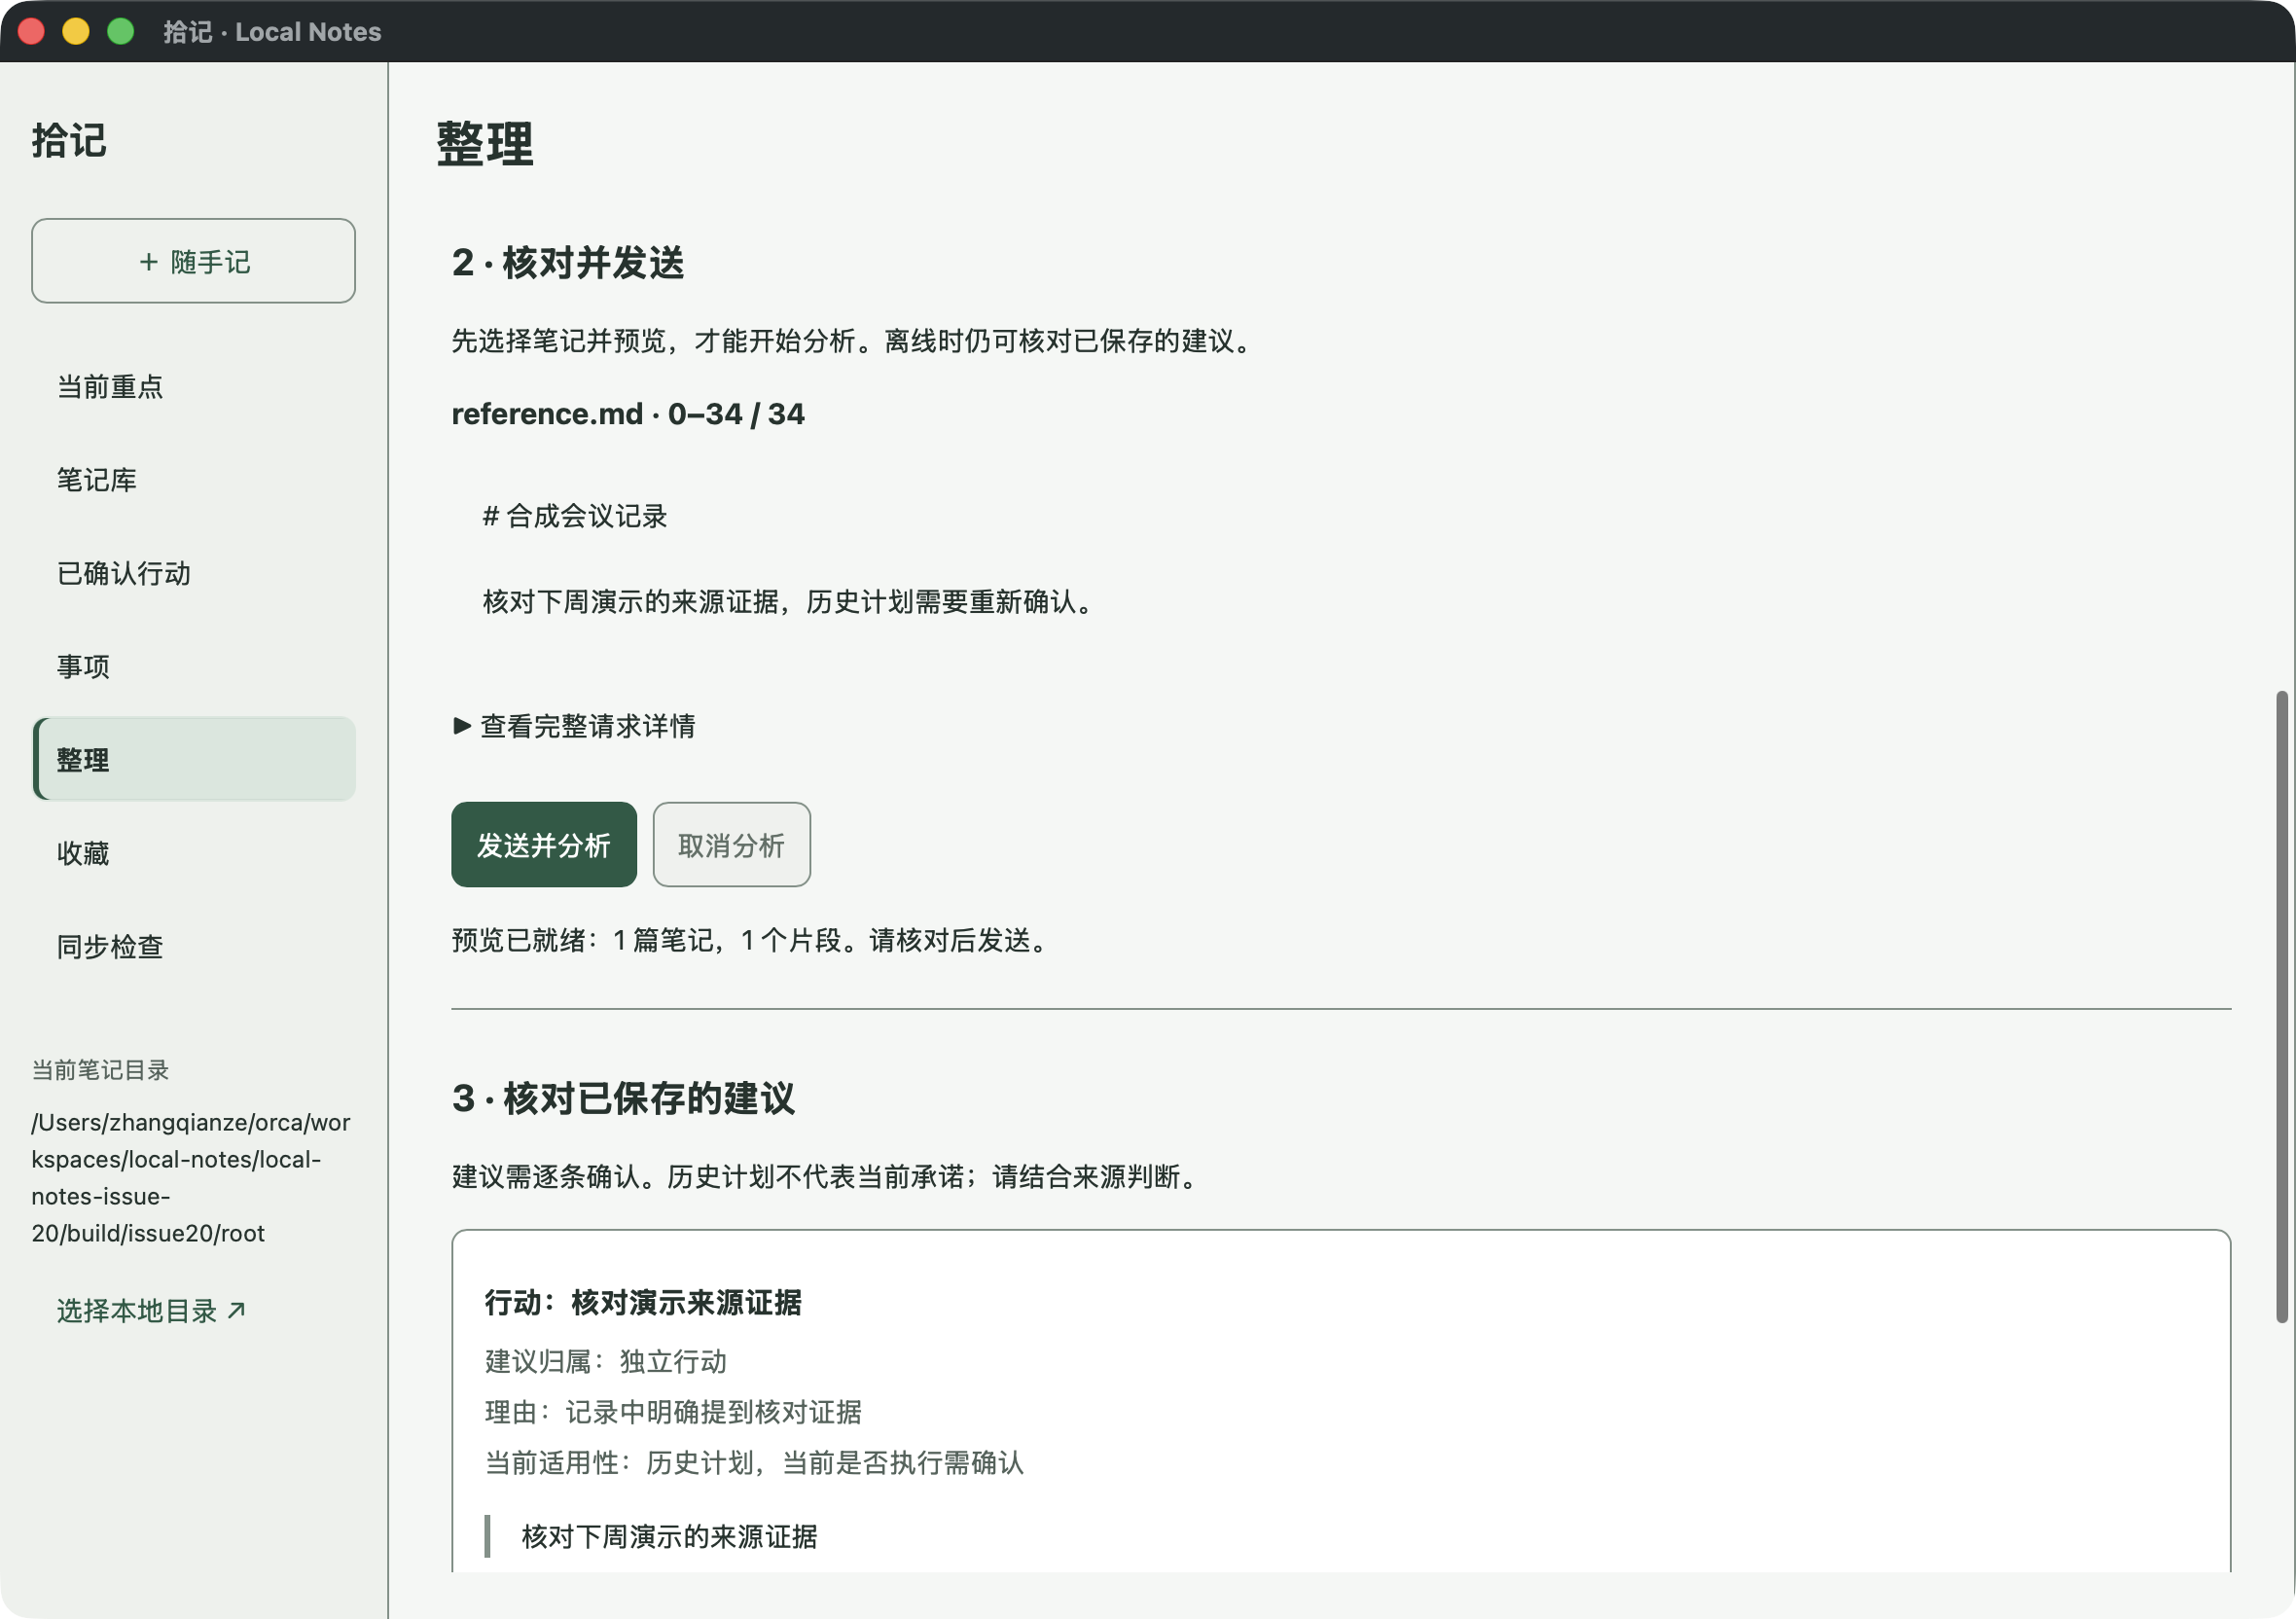 拾记 · Local Notes
拾记
+ 随手记
当前重点
笔记库
已确认行动
事项
整理
收藏
同步检查
当前笔记目录
/Users/zhangqianze/orca/wor
kspaces/local-notes/local-
notes-issue-
20/build/issue20/root
选择本地目录 ↗
整理
2 · 核对并发送
先选择笔记并预览，才能开始分析。离线时仍可核对已保存的建议。
reference.md · 0–34 / 34
# 合成会议记录
核对下周演示的来源证据，历史计划需要重新确认。
▶ 查看完整请求详情
发送并分析 取消分析
预览已就绪：1 篇笔记，1 个片段。请核对后发送。
3 · 核对已保存的建议
建议需逐条确认。历史计划不代表当前承诺；请结合来源判断。
行动：核对演示来源证据
建议归属：独立行动
理由：记录中明确提到核对证据
当前适用性：历史计划，当前是否执行需确认
核对下周演示的来源证据